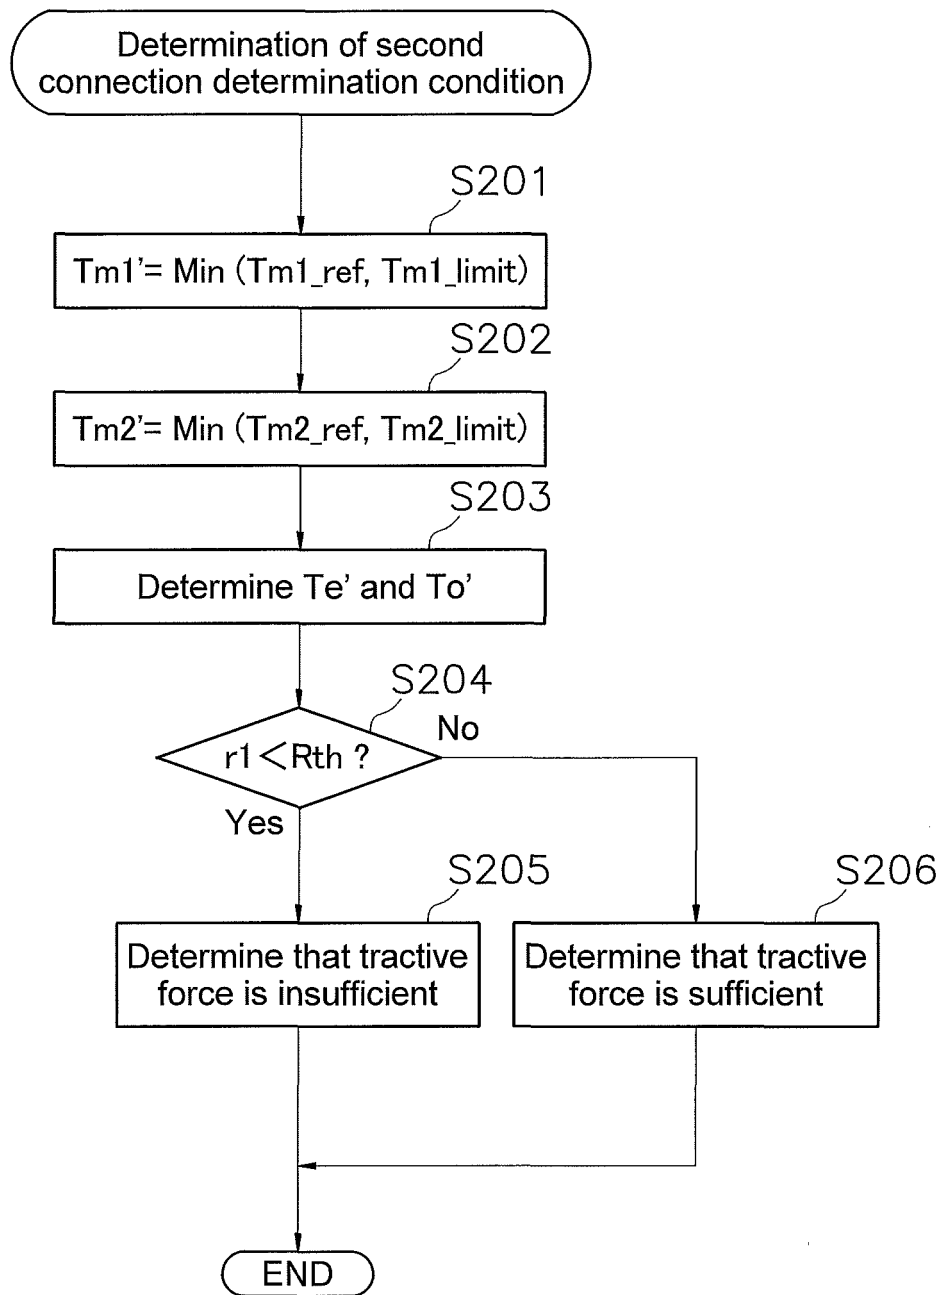 Determination of second
connection determination condition
S201
Tm1'= Min (Tm1_ref, Tm1_limit)
S202
Tm2'= Min (Tm2_ref, Tm2_limit)
S203
Determine Te' and To'
S204
r1<Rth ?
No
Yes
S205
Determine that tractive
force is insufficient
S206
Determine that tractive
force is sufficient
END